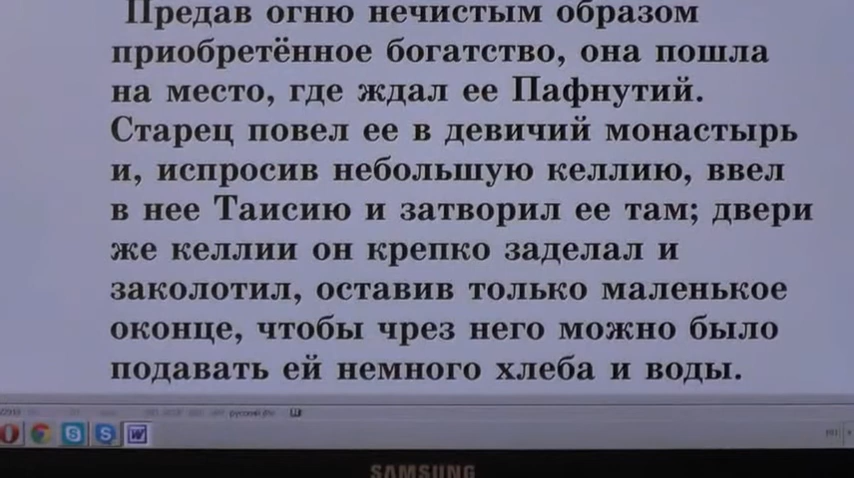 Предав огню нечистым образом
приобретённое богатство, она пошла
на место, где ждал ее Пафнутий.
Старец повел ее в девичий монастырь
и, испросив небольшую келлию, ввел
в нее Таисию и затворил ее там; двери
же келлии он крепко заделал и
заколотил, оставив только маленькое
оконце, чтобы чрез него можно было
подавать ей немного хлеба и воды.
SAMSUNG